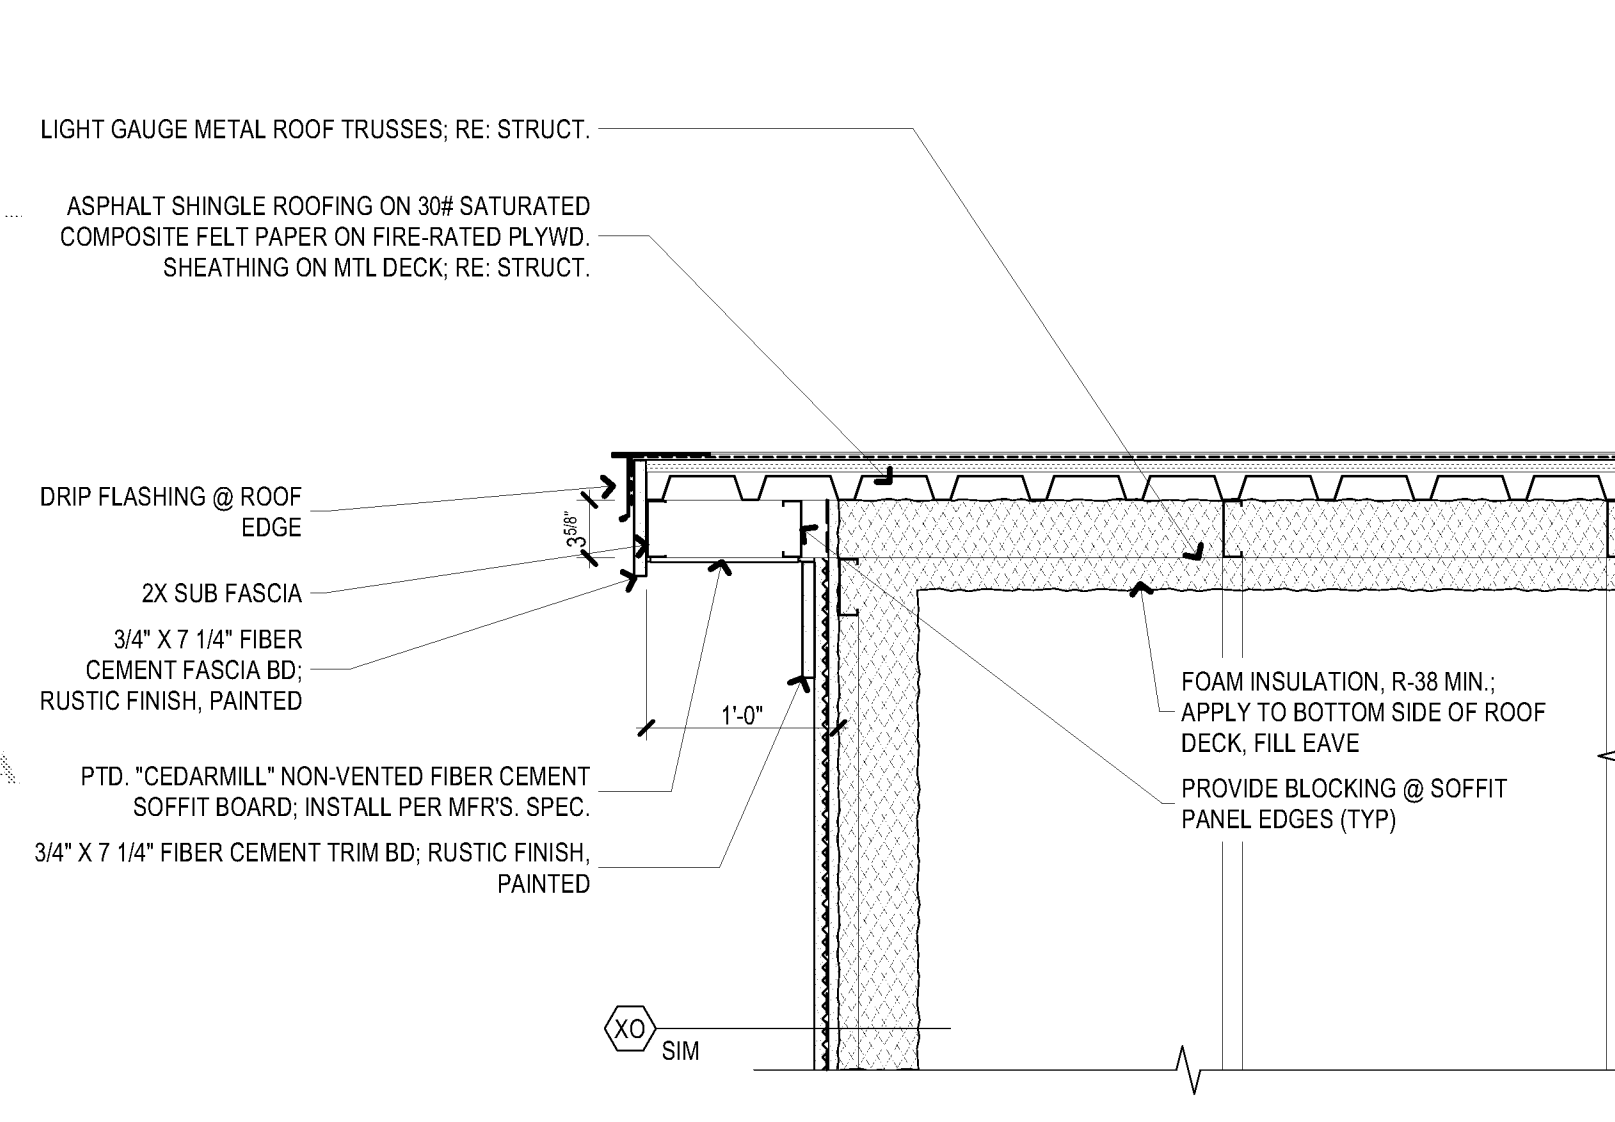 LIGHT GAUGE METAL ROOF TRUSSES; RE: STRUCT.
ASPHALT SHINGLE ROOFING ON 30# SATURATED
COMPOSITE FELT PAPER ON FIRE-RATED PLYWD.
SHEATHING ON MTL DECK; RE: STRUCT.
DRIP FLASHING @ ROOF
EDGE
3 5/8"
2X SUB FASCIA
3/4" X 7 1/4" FIBER
CEMENT FASCIA BD;
RUSTIC FINISH, PAINTED
1'-0"
PTD. "CEDARMILL" NON-VENTED FIBER CEMENT
SOFFIT BOARD; INSTALL PER MFR'S. SPEC.
3/4" X 7 1/4" FIBER CEMENT TRIM BD; RUSTIC FINISH,
PAINTED
FOAM INSULATION, R-38 MIN.;
APPLY TO BOTTOM SIDE OF ROOF
DECK, FILL EAVE
PROVIDE BLOCKING @ SOFFIT
PANEL EDGES (TYP)
XO
SIM